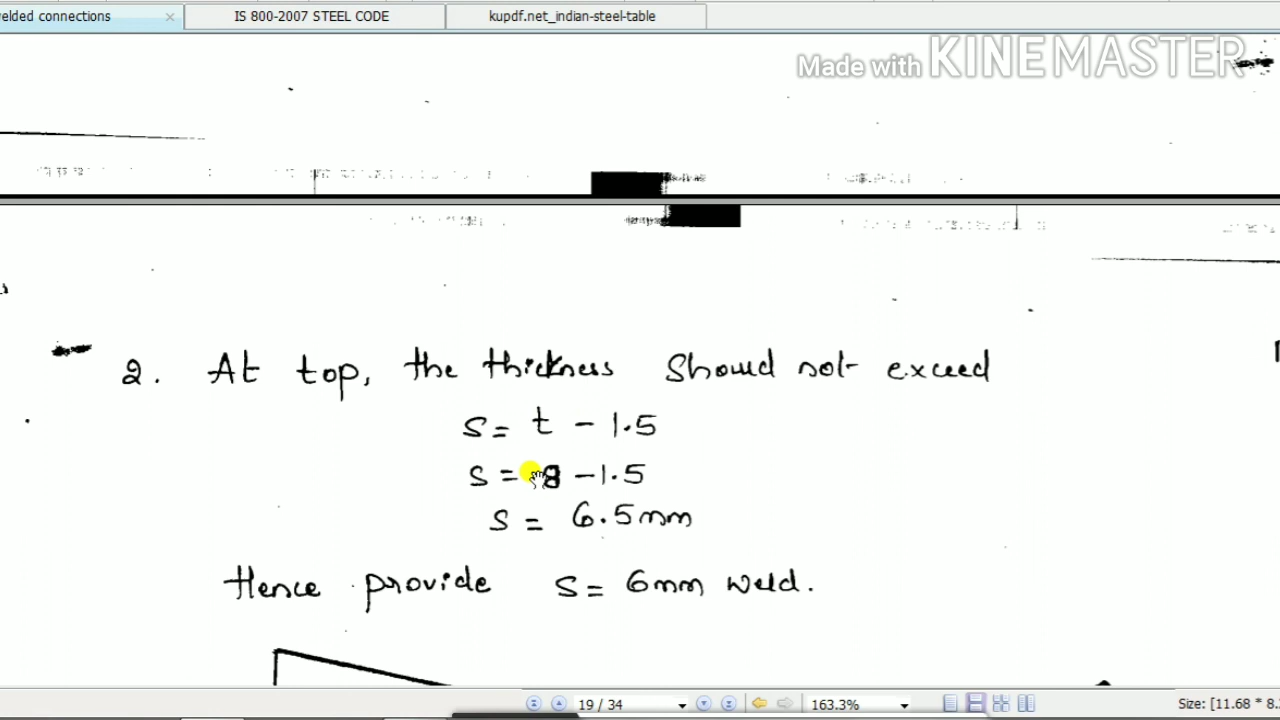 elded connections
IS 800-2007 STEEL CODE
kupdf.net_indian-steel-table
Made with KINEMASTER
2. At top, the thickness should not exceed
s = t - 1.5
s = 8 - 1.5
s = 6.5mm
Hence provide s = 6mm weld.
19 / 34
163.3%
Size: [11.68 * 8.